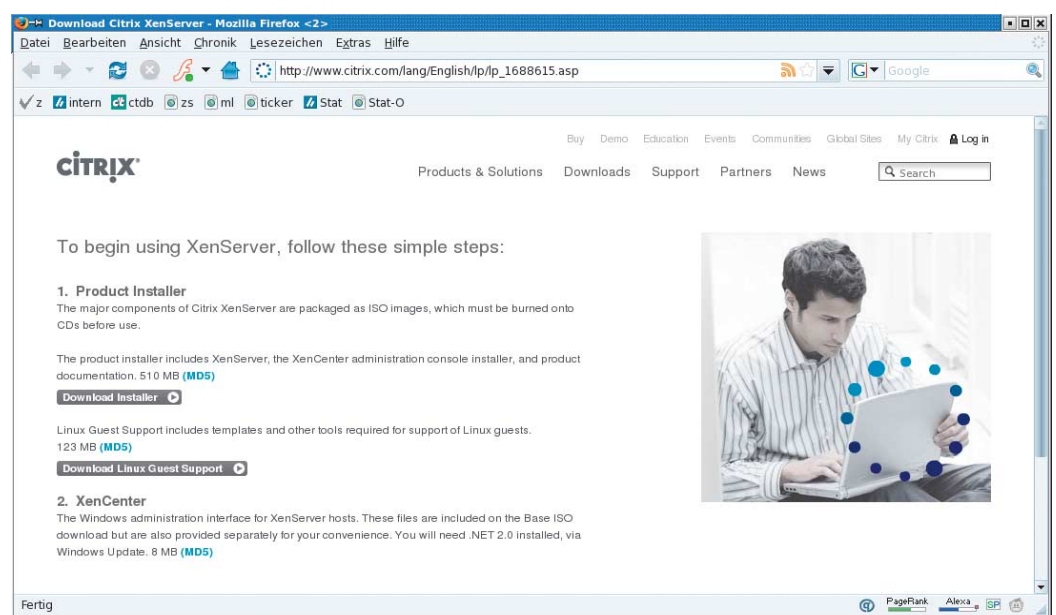 Download Citrix XenServer - Mozilla Firefox <2>
Datei Bearbeiten Ansicht Chronik Lesezeichen Extras Hilfe
http://www.citrix.com/lang/English/lp/lp_1688615.asp
G Google
z intern ctdb zs ml ticker Stat Stat-O
Buy Demo Education Events Communities Global Sites My Citrix Log in
CITRIX
Products & Solutions Downloads Support Partners News Search
To begin using XenServer, follow these simple steps:
1. Product Installer
The major components of Citrix XenServer are packaged as ISO images, which must be burned onto
CDs before use.
The product installer includes XenServer, the XenCenter administration console installer, and product
documentation. 510 MB (MD5)
Download Installer
Linux Guest Support includes templates and other tools required for support of Linux guests.
123 MB (MD5)
Download Linux Guest Support
2. XenCenter
The Windows administration interface for XenServer hosts. These files are included on the Base ISO
download but are also provided separately for your convenience. You will need .NET 2.0 installed, via
Windows Update. 8 MB (MD5)
Fertig
PageRank Alexa SP